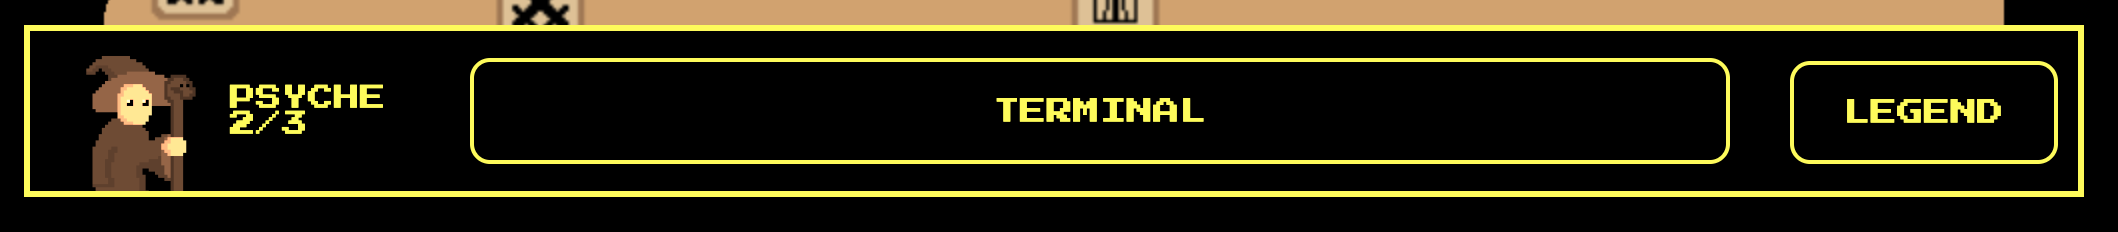 PSYCHE
2/3
TERMINAL
LEGEND